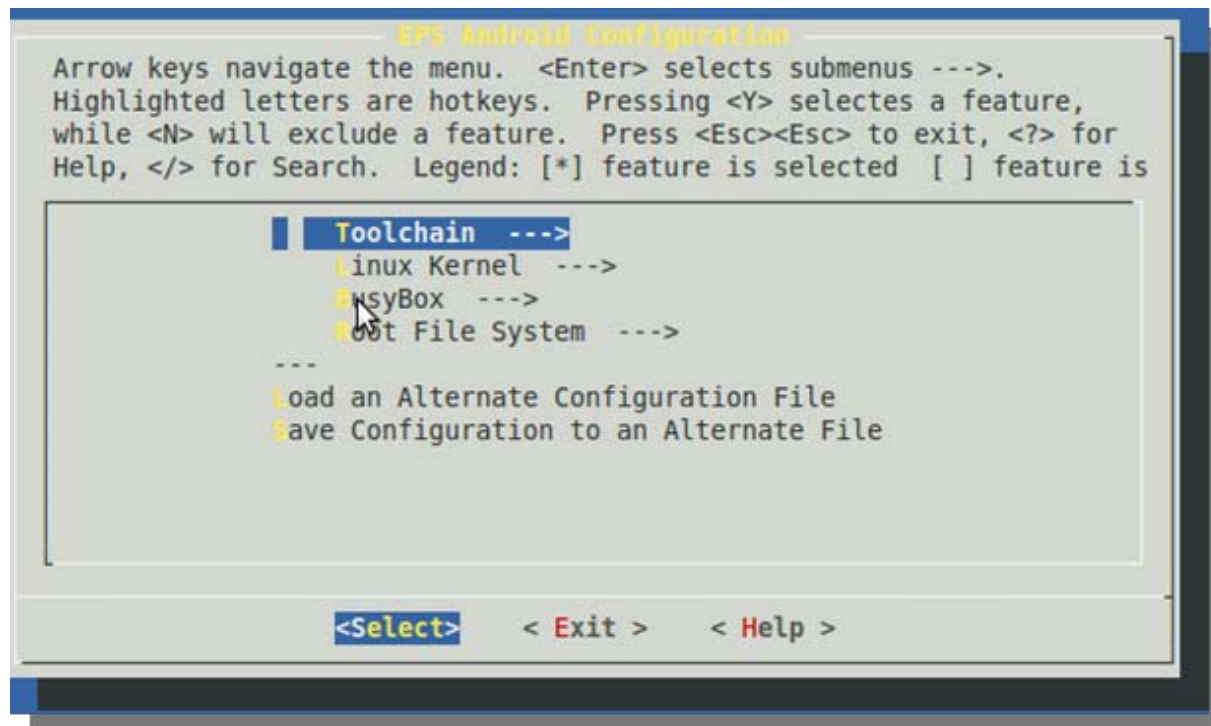 EPS Android Configuration
Arrow keys navigate the menu.  <Enter> selects submenus --->.
Highlighted letters are hotkeys.  Pressing <Y> selectes a feature,
while <N> will exclude a feature.  Press <Esc><Esc> to exit, <?> for
Help, </> for Search.  Legend: [*] feature is selected  [ ] feature is
Toolchain  --->
Linux Kernel  --->
BusyBox  --->
Root File System  --->
---
Load an Alternate Configuration File
Save Configuration to an Alternate File
<Select>    < Exit >    < Help >